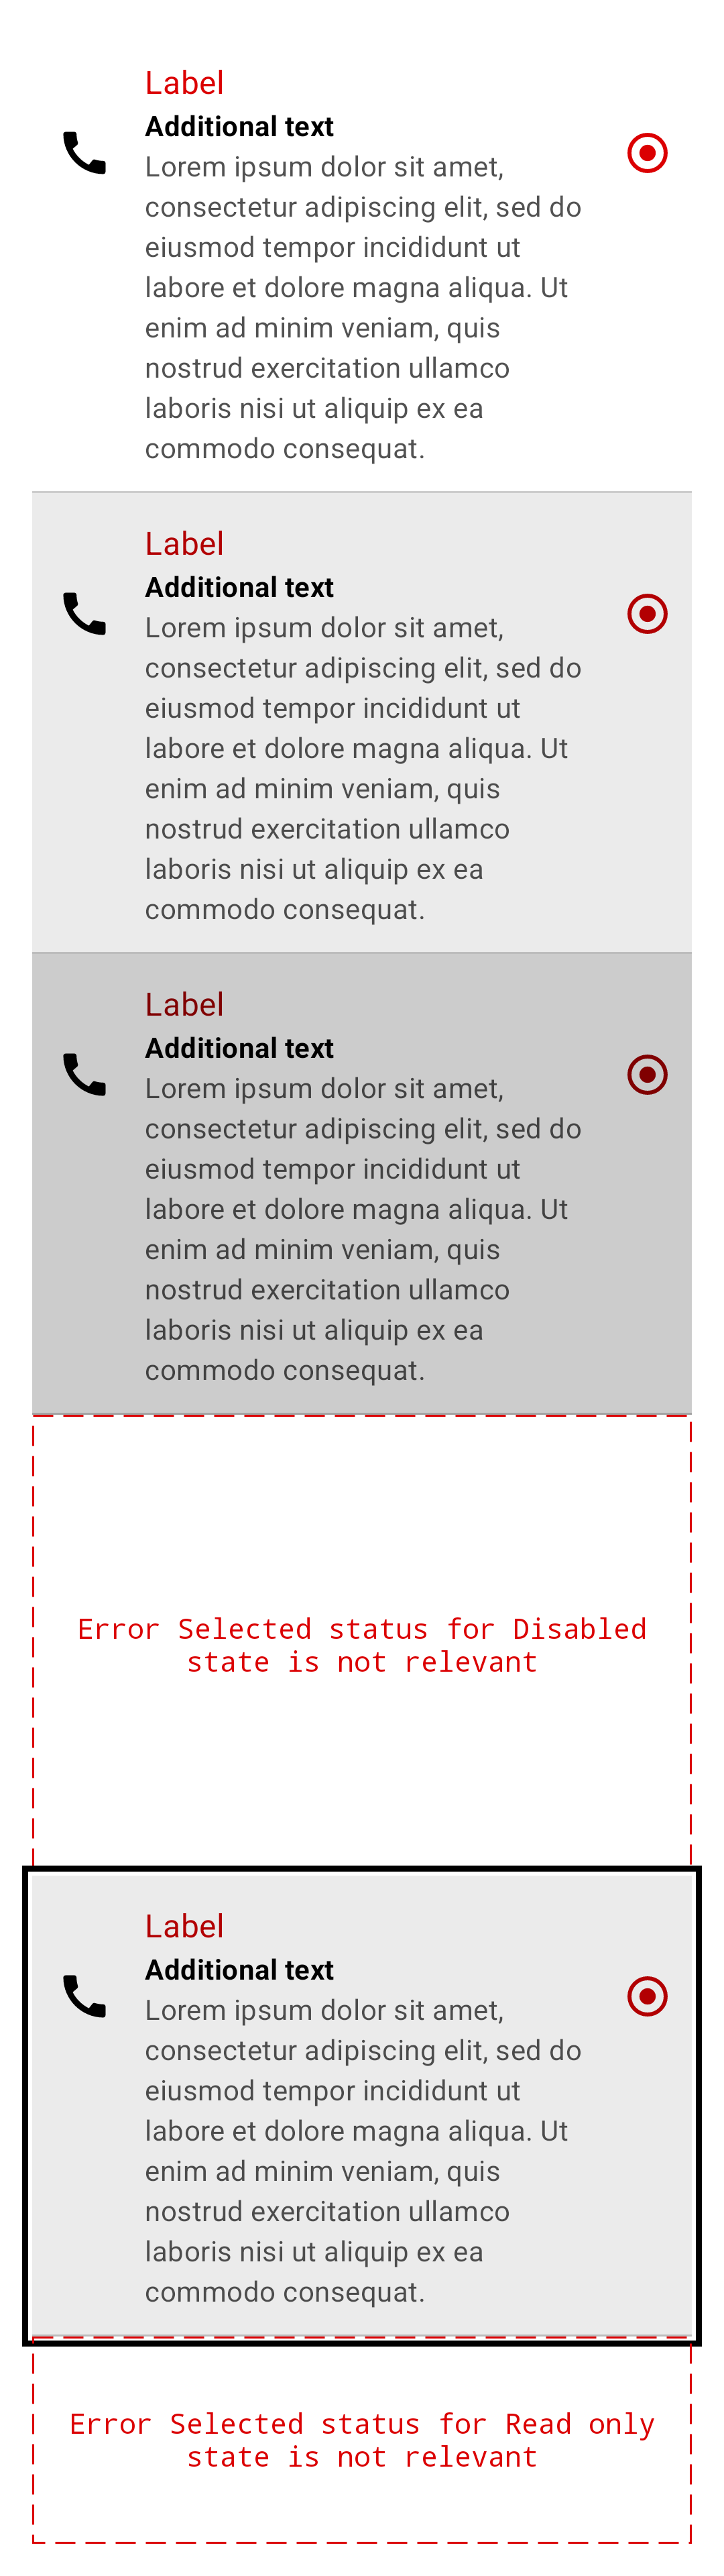 Label
Additional text
Lorem ipsum dolor sit amet,
consectetur adipiscing elit, sed do
eiusmod tempor incididunt ut
labore et dolore magna aliqua. Ut
enim ad minim veniam, quis
nostrud exercitation ullamco
laboris nisi ut aliquip ex ea
commodo consequat.
Label
Additional text
Lorem ipsum dolor sit amet,
consectetur adipiscing elit, sed do
eiusmod tempor incididunt ut
labore et dolore magna aliqua. Ut
enim ad minim veniam, quis
nostrud exercitation ullamco
laboris nisi ut aliquip ex ea
commodo consequat.
Label
Additional text
Lorem ipsum dolor sit amet,
consectetur adipiscing elit, sed do
eiusmod tempor incididunt ut
labore et dolore magna aliqua. Ut
enim ad minim veniam, quis
nostrud exercitation ullamco
laboris nisi ut aliquip ex ea
commodo consequat.
Error Selected status for Disabled
state is not relevant
Label
Additional text
Lorem ipsum dolor sit amet,
consectetur adipiscing elit, sed do
eiusmod tempor incididunt ut
labore et dolore magna aliqua. Ut
enim ad minim veniam, quis
nostrud exercitation ullamco
laboris nisi ut aliquip ex ea
commodo consequat.
Error Selected status for Read only
state is not relevant